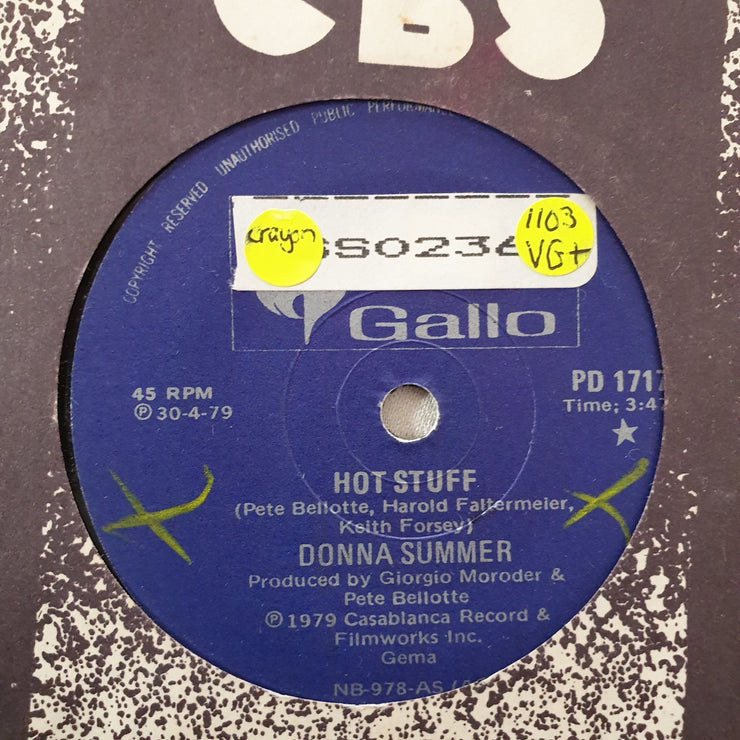 CBS
COPYRIGHT RESERVED UNAUTHORISED PUBLIC PERFORMANCE
crayon
SS0236
1103
VG+
Gallo
45 RPM
℗ 30-4-79
PD 1717
Time; 3:47
HOT STUFF
(Pete Bellotte, Harold Faltermeier,
Keith Forsey)
DONNA SUMMER
Produced by Giorgio Moroder &
Pete Bellotte
℗ 1979 Casablanca Record &
Filmworks Inc.
Gema
NB-978-AS